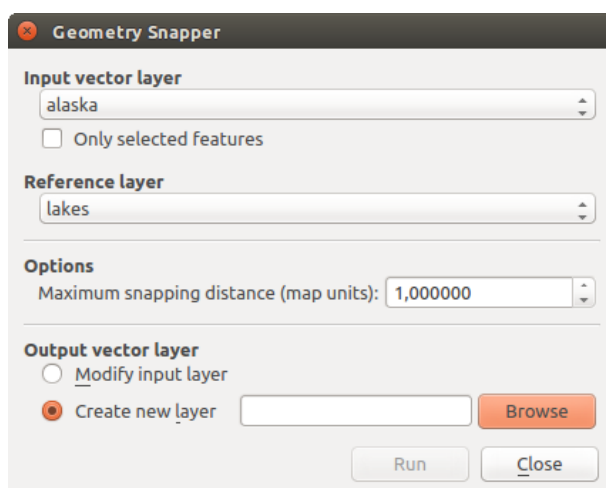 Geometry Snapper
Input vector layer
alaska
Only selected features
Reference layer
lakes
Options
Maximum snapping distance (map units): 1,000000
Output vector layer
Modify input layer
Create new layer Browse
Run Close